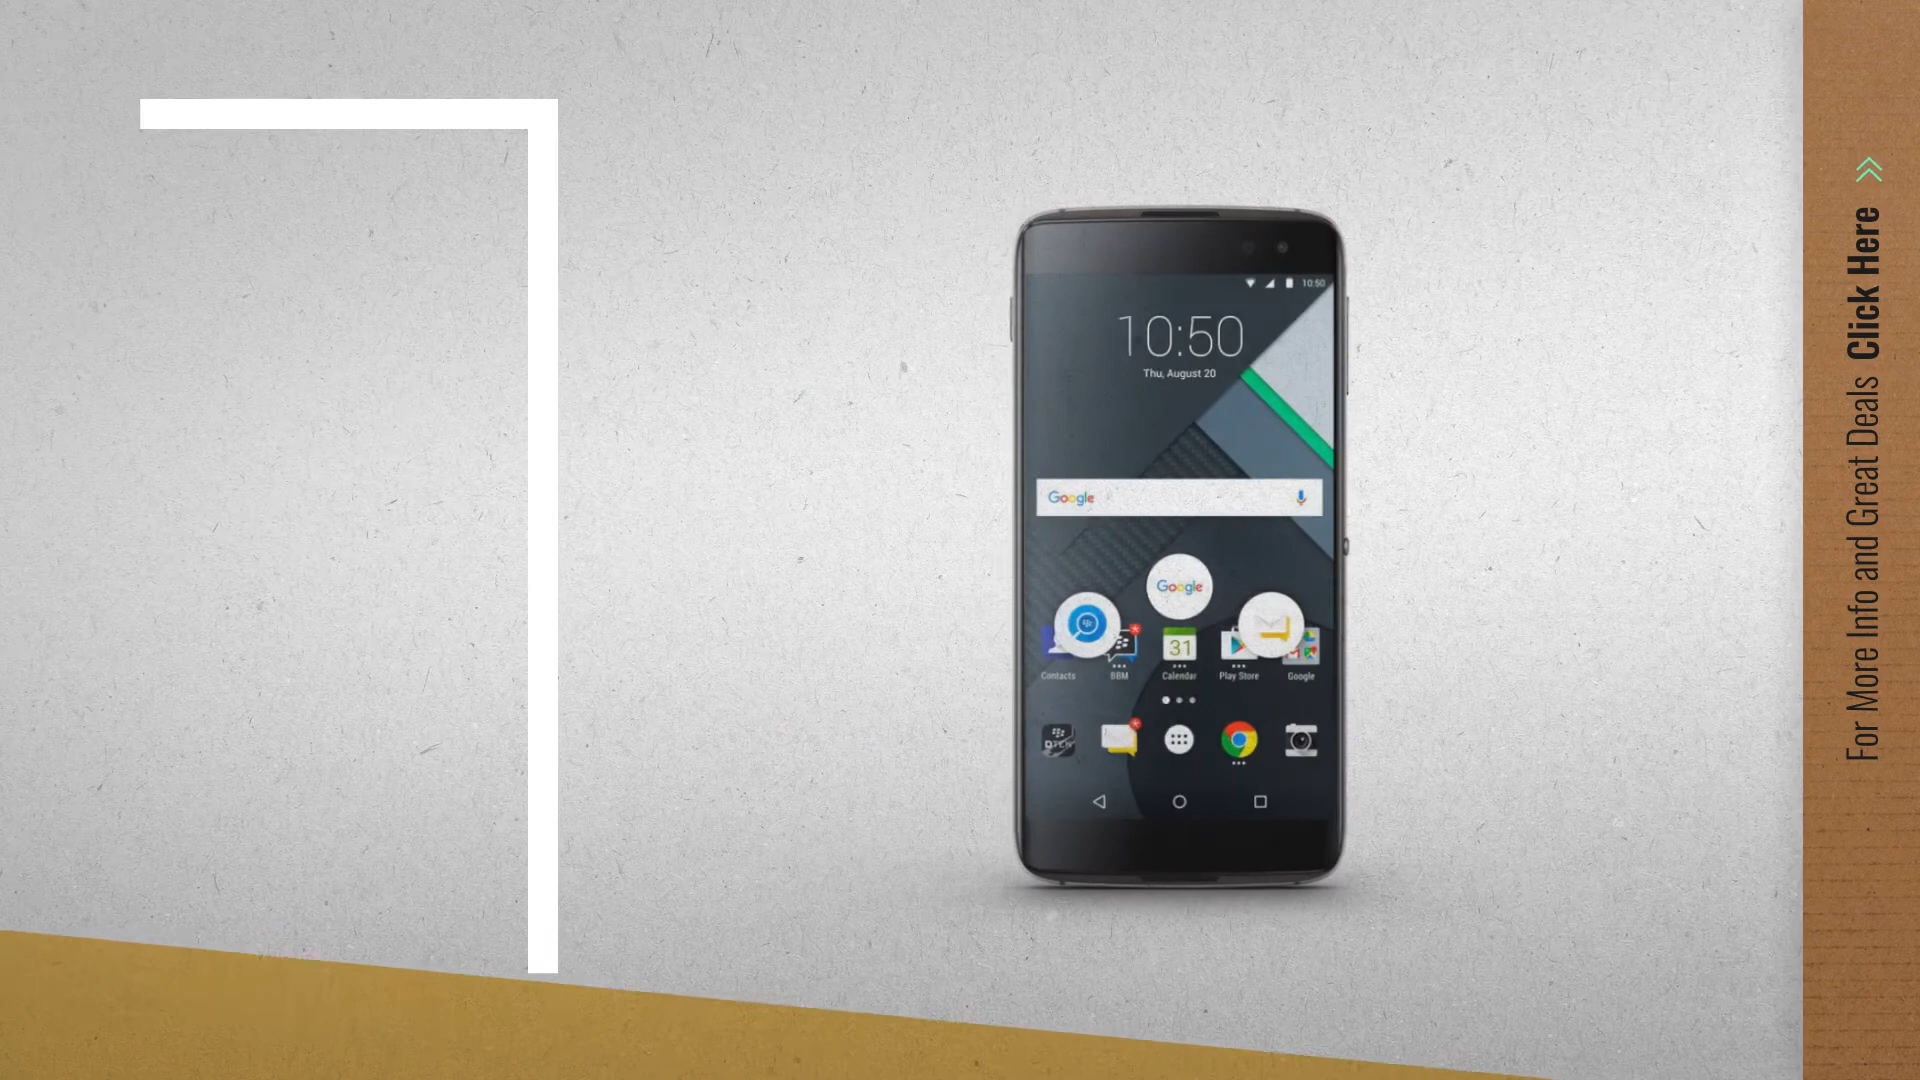 10:50
10:50
Thu, August 20
Google
Google
31
Contacts
BBM
Calendar
Play Store
Google
For More Info and Great Deals Click Here